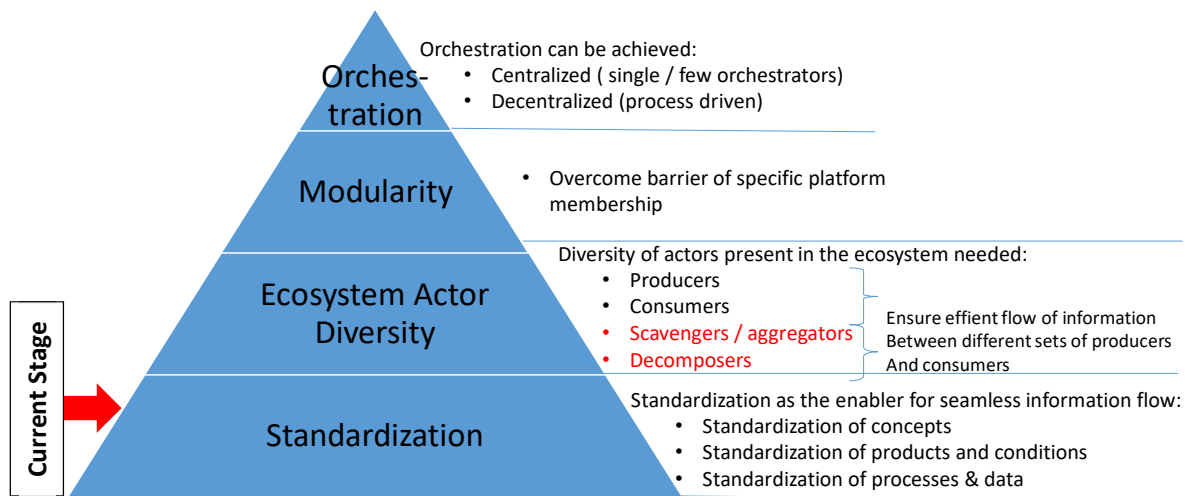 Orchestration can be achieved:
• Centralized ( single / few orchestrators)
• Decentralized (process driven)
Orches-
tration
Modularity
• Overcome barrier of specific platform
membership
Diversity of actors present in the ecosystem needed:
• Producers
• Consumers
• Scavengers / aggregators
• Decomposers
Ensure effient flow of information
Between different sets of producers
And consumers
Ecosystem Actor
Diversity
Current Stage
Standardization
Standardization as the enabler for seamless information flow:
• Standardization of concepts
• Standardization of products and conditions
• Standardization of processes & data